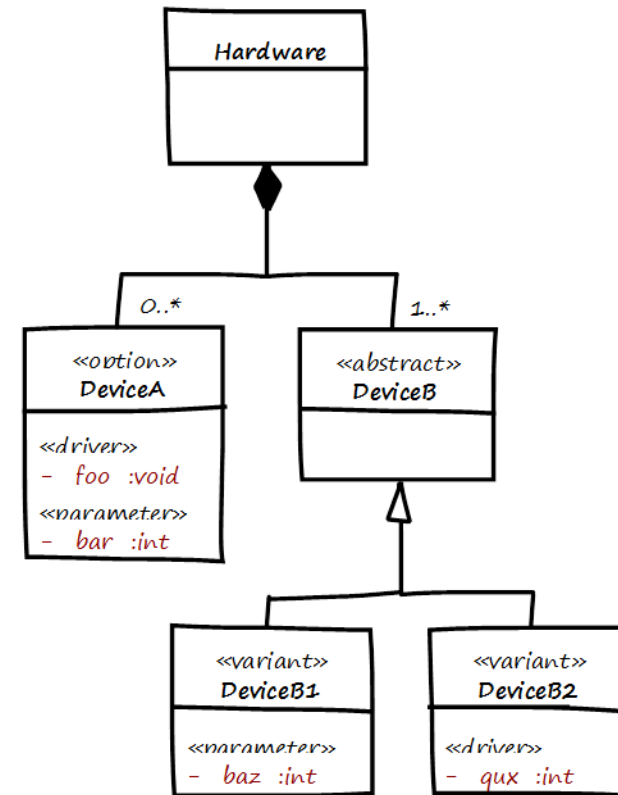 Hardware
0..*
1..*
«option»
DeviceA
«driver»
- foo :void
«parameter»
- bar :int
«abstract»
DeviceB
«variant»
DeviceB1
«parameter»
- baz :int
«variant»
DeviceB2
«driver»
- qux :int